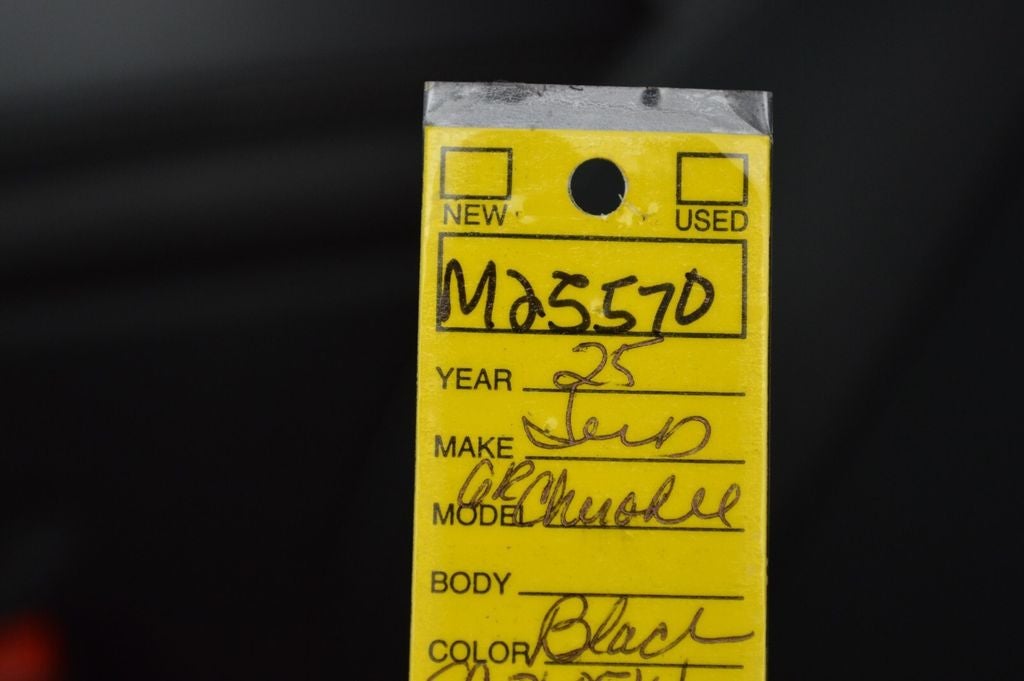 NEW USED
M25570
YEAR 25
MAKE Jeep
MODEL GR Cherokee
BODY
COLOR Black